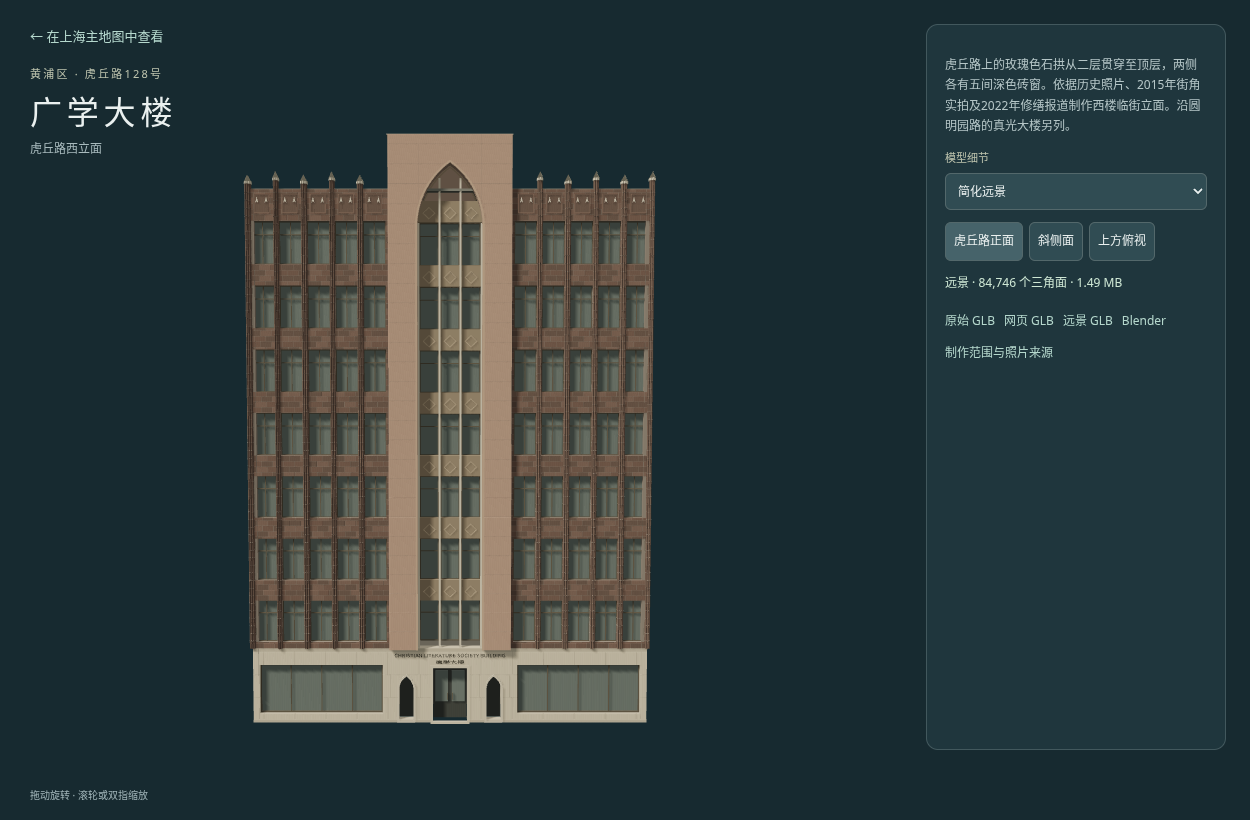 ← 在上海主地图中查看
黄浦区 · 虎丘路128号
广学大楼
虎丘路西立面
CHRISTIAN LITERATURE SOCIETY BUILDING
廣學大樓
拖动旋转 · 滚轮或双指缩放
虎丘路上的玫瑰色石拱从二层贯穿至顶层，两侧
各有五间深色砖窗。依据历史照片、2015年街角
实拍及2022年修缮报道制作西楼临街立面。沿圆
明园路的真光大楼另列。
模型细节
简化远景
虎丘路正面 斜侧面 上方俯视
远景 · 84,746 个三角面 · 1.49 MB
原始 GLB 网页 GLB 远景 GLB Blender
制作范围与照片来源